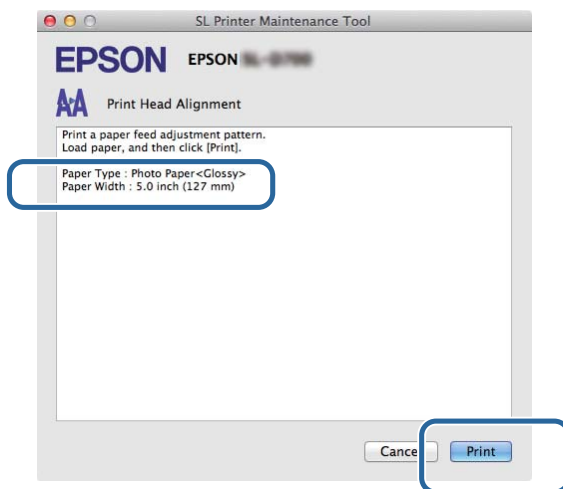 SL Printer Maintenance Tool
EPSON EPSON
Print Head Alignment
Print a paper feed adjustment pattern.
Load paper, and then click [Print].
Paper Type : Photo Paper<Glossy>
Paper Width : 5.0 inch (127 mm)
Cancel Print